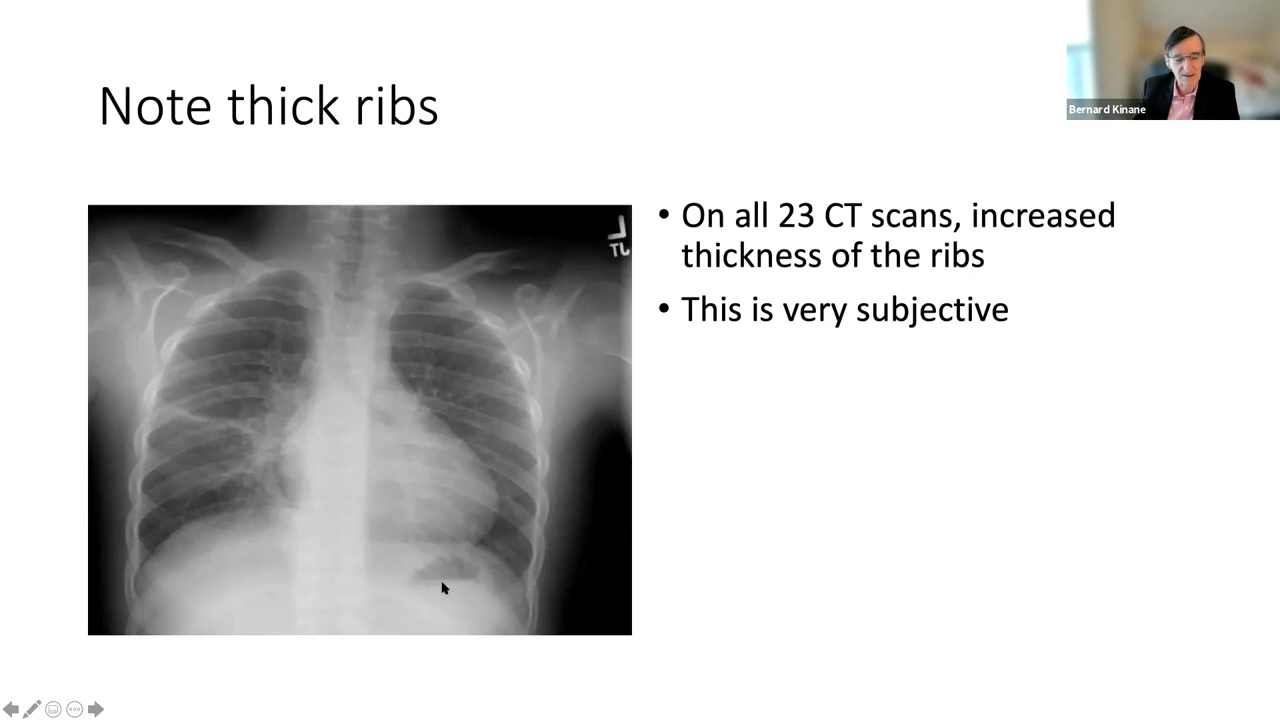 Note thick ribs
Bernard Kinane
L
TL
• On all 23 CT scans, increased
thickness of the ribs
• This is very subjective